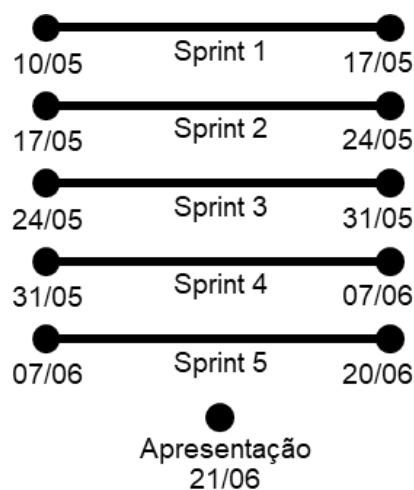 Sprint 1
10/05 17/05
Sprint 2
17/05 24/05
Sprint 3
24/05 31/05
Sprint 4
31/05 07/06
Sprint 5
07/06 20/06
Apresentação
21/06